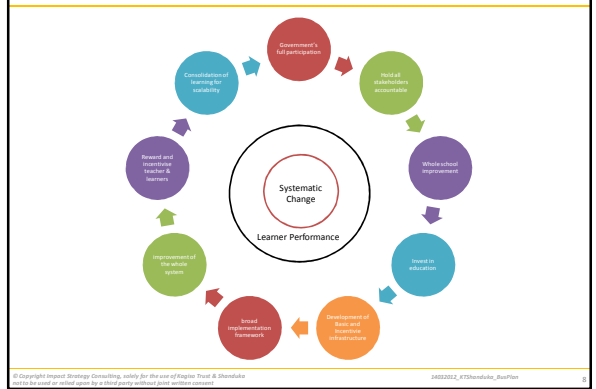 Government's
full participation
Hold all
stakeholders
accountable
Whole school
improvement
Invest in
education
Development of
Basic and
Incentive
Infrastructure
broad
implementation
framework
Improvement of
the whole
system
Reward and
incentivise
teacher &
learners
Consolidation of
learning for
scalability
Systematic
Change
Learner Performance
© Copyright Impact Strategy Consulting, solely for the use of Kagiso Trust & Shanduka
not to be used or relied upon by a third party without joint written consent
14032012_KTShanduka_BusPlan
8